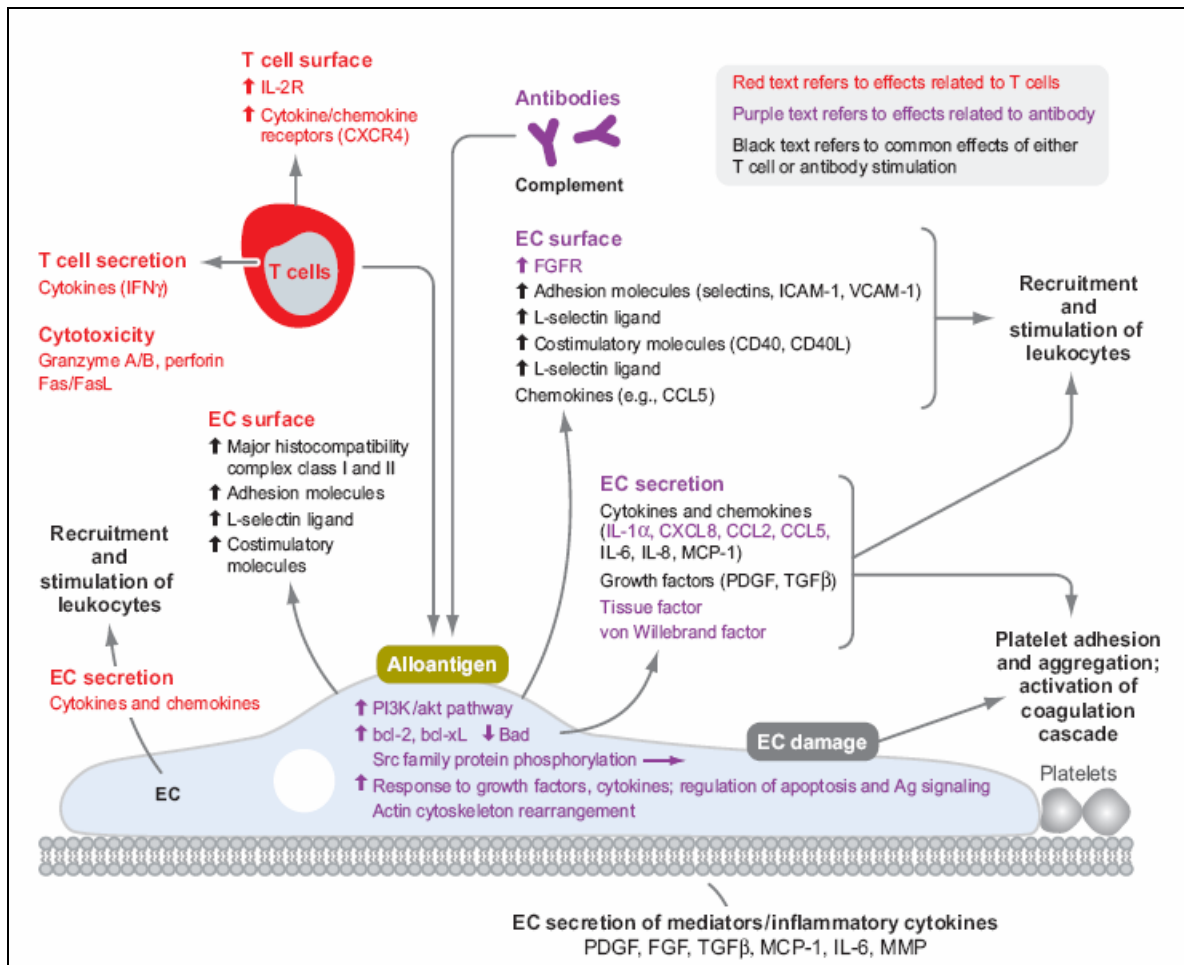 T cell surface
⬆ IL-2R
⬆ Cytokine/chemokine
receptors (CXCR4)
Antibodies
Complement
Red text refers to effects related to T cells
Purple text refers to effects related to antibody
Black text refers to common effects of either
T cell or antibody stimulation
T cells
T cell secretion
Cytokines (IFNγ)
Cytotoxicity
Granzyme A/B, perforin
Fas/FasL
EC surface
⬆ FGFR
⬆ Adhesion molecules (selectins, ICAM-1, VCAM-1)
⬆ L-selectin ligand
⬆ Costimulatory molecules (CD40, CD40L)
⬆ L-selectin ligand
Chemokines (e.g., CCL5)
Recruitment
and
stimulation of
leukocytes
EC surface
⬆ Major histocompatibility
complex class I and II
⬆ Adhesion molecules
⬆ L-selectin ligand
⬆ Costimulatory
molecules
EC secretion
Cytokines and chemokines
(IL-1α, CXCL8, CCL2, CCL5,
IL-6, IL-8, MCP-1)
Growth factors (PDGF, TGFβ)
Tissue factor
von Willebrand factor
Recruitment
and
stimulation of
leukocytes
EC secretion
Cytokines and chemokines
Platelet adhesion
and aggregation;
activation of
coagulation
cascade
Alloantigen
⬆ PI3K/akt pathway
⬆ bcl-2, bcl-xL ⬇ Bad
Src family protein phosphorylation ⟶
⬆ Response to growth factors, cytokines; regulation of apoptosis and Ag signaling
Actin cytoskeleton rearrangement
EC damage
EC
Platelets
EC secretion of mediators/inflammatory cytokines
PDGF, FGF, TGFβ, MCP-1, IL-6, MMP